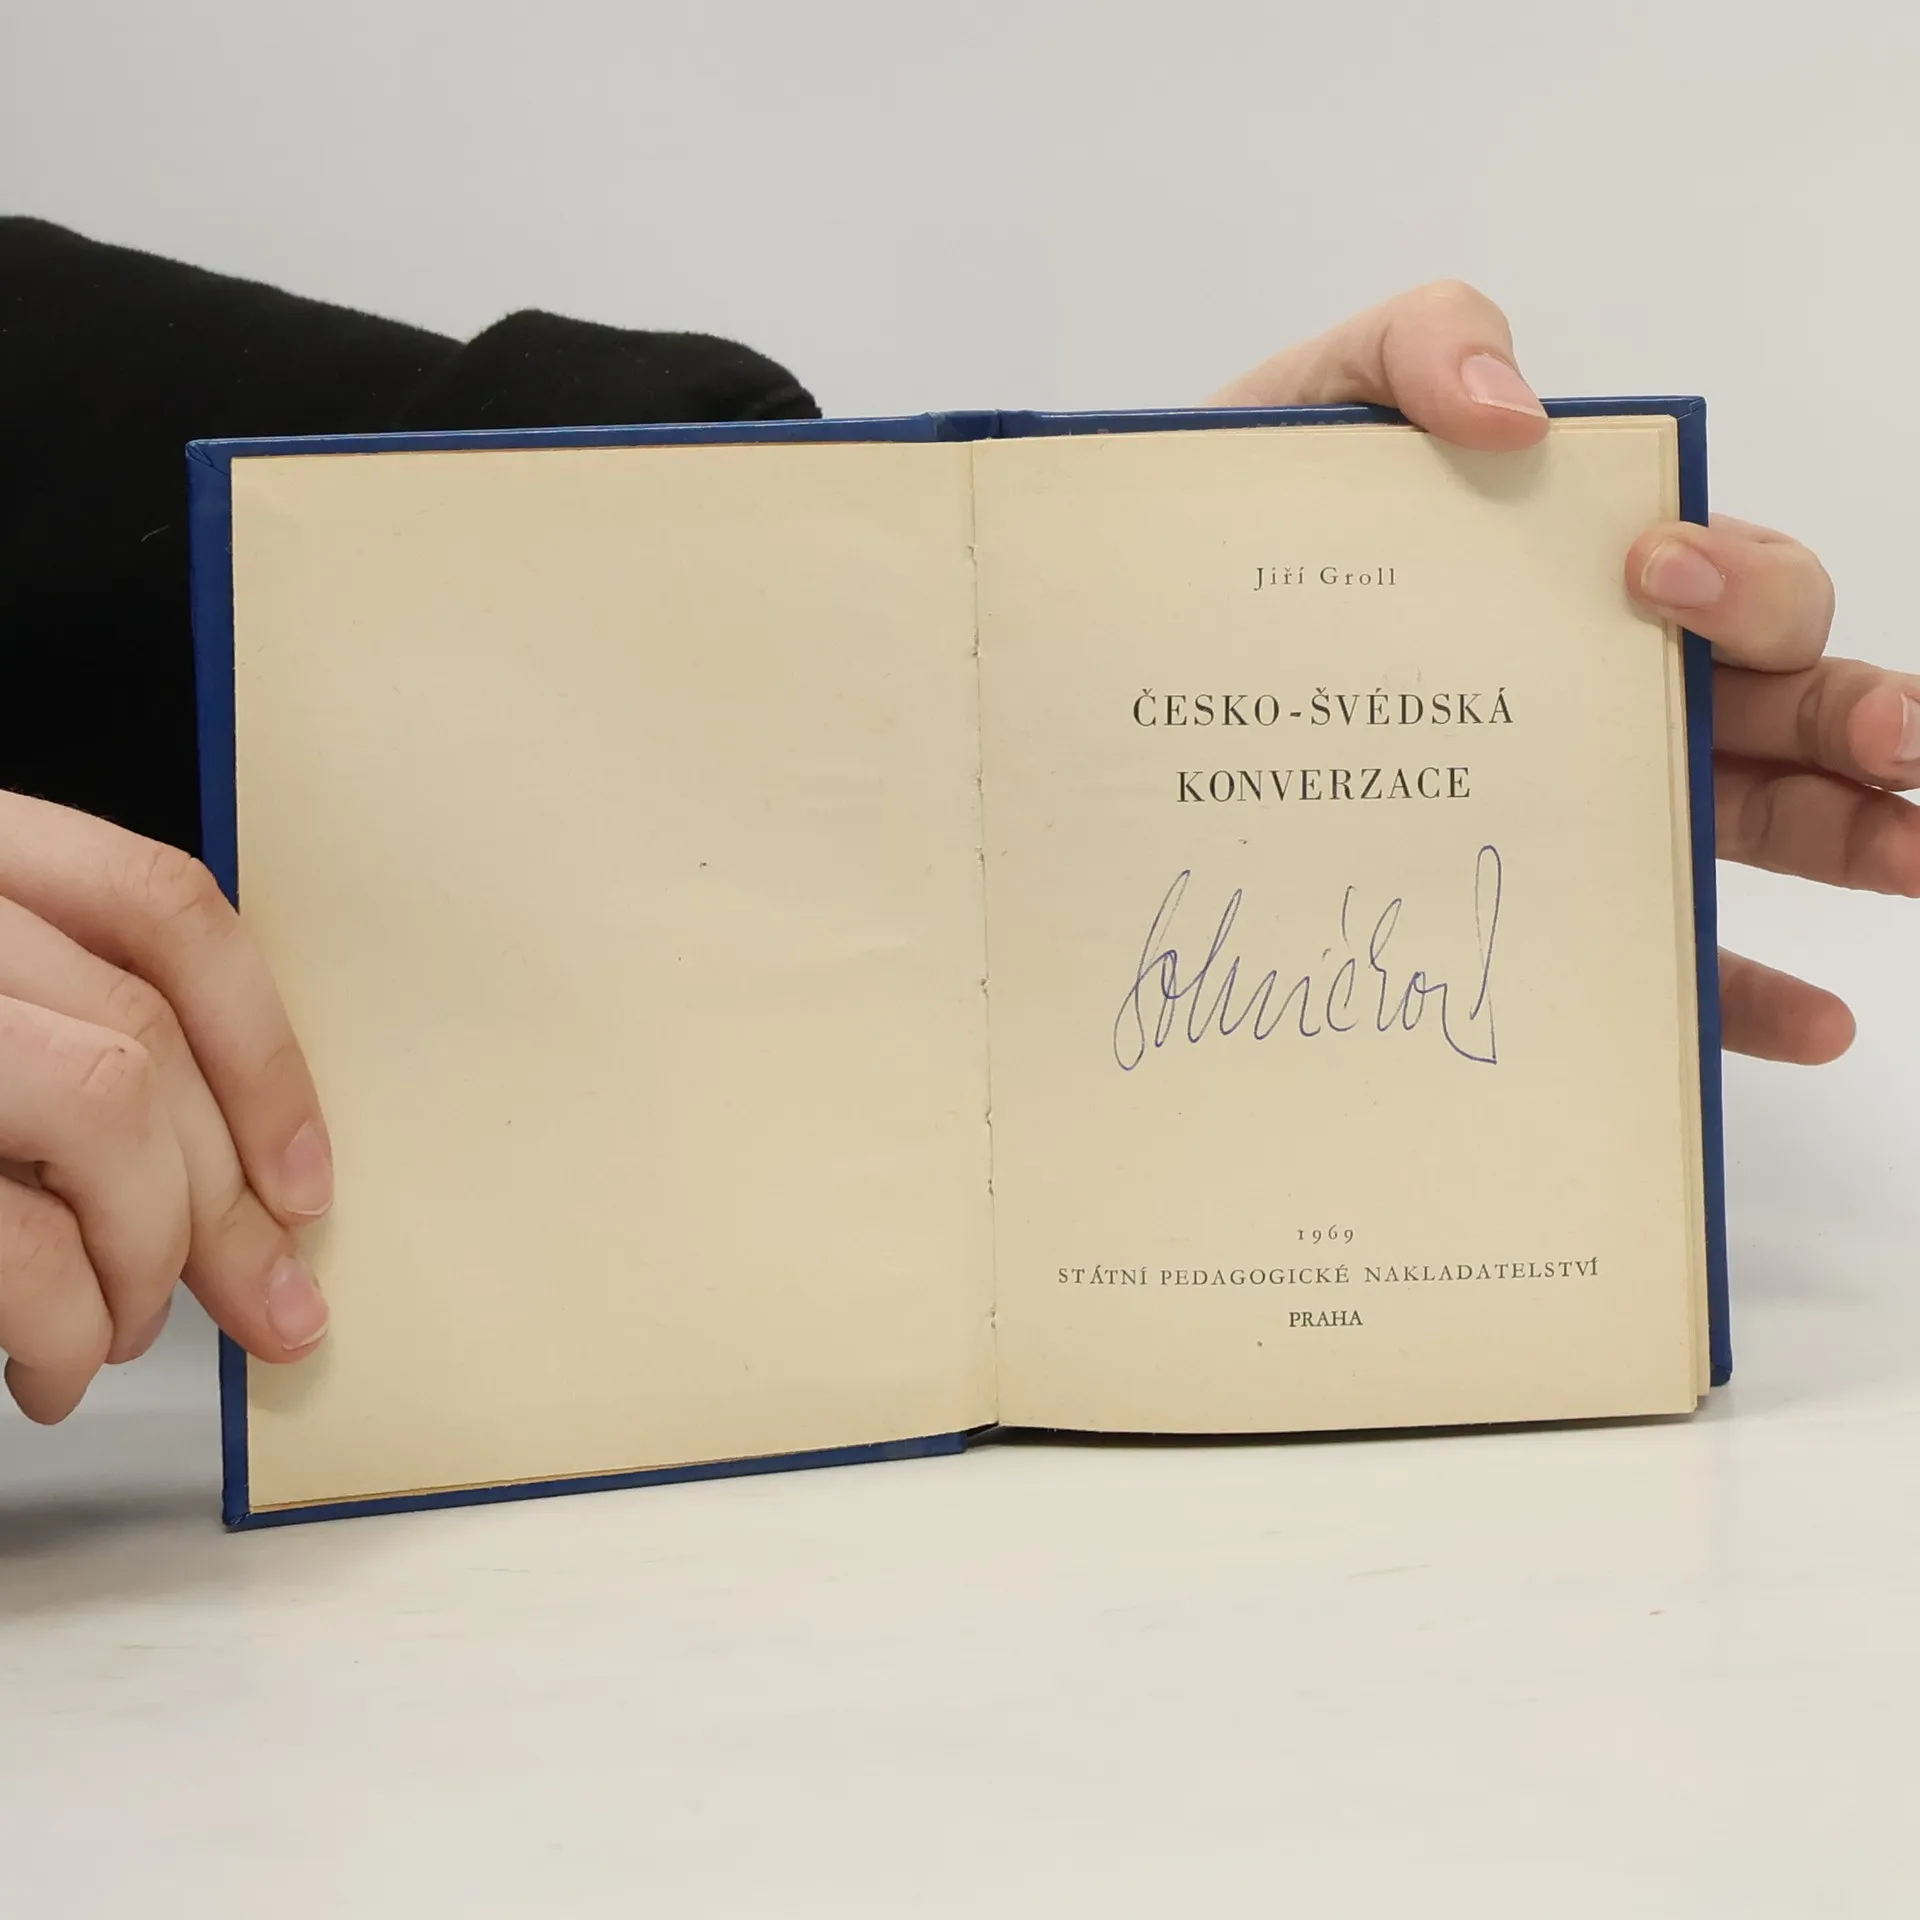 Jiří Groll
ČESKO-ŠVÉDSKÁ
KONVERZACE
1969
STÁTNÍ PEDAGOGICKÉ NAKLADATELSTVÍ
PRAHA